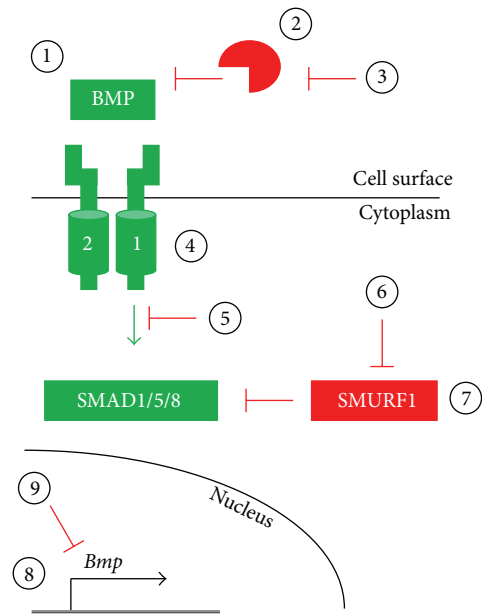 2
1
3
BMP
Cell surface
Cytoplasm
2
1
4
6
5
SMAD1/5/8
SMURF1
7
9
Nucleus
Bmp
8